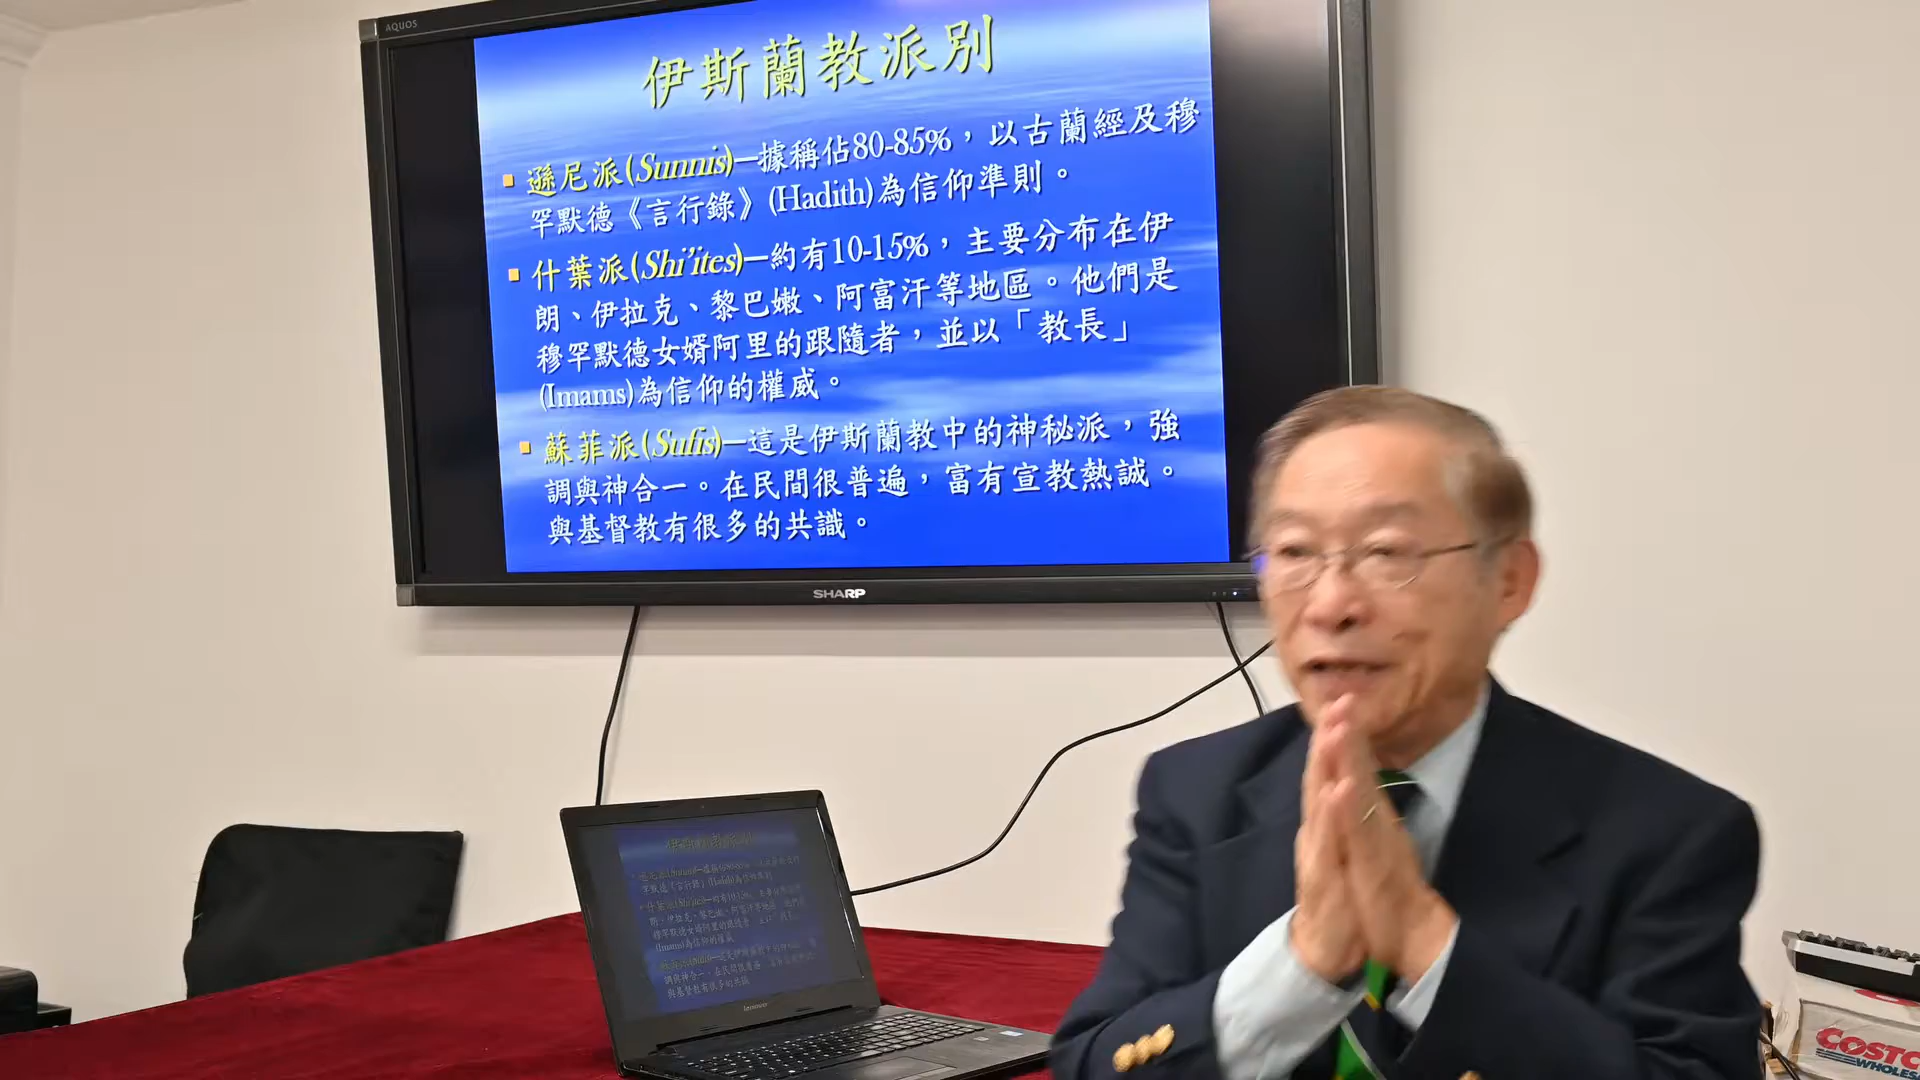 AQUOS
伊斯蘭教派別
遜尼派(Sunnis)—據稱佔80-85%，以古蘭經及穆
罕默德《言行錄》(Hadith)為信仰準則。
什葉派(Shi'ites)—約有10-15%，主要分布在伊
朗、伊拉克、黎巴嫩、阿富汗等地區。他們是
穆罕默德女婿阿里的跟隨者，並以「教長」
(Imams)為信仰的權威。
蘇菲派(Sufis)—這是伊斯蘭教中的神秘派，強
調與神合一。在民間很普遍，富有宣教熱誠。
與基督教有很多的共識。
SHARP
lenovo
COSTC
WHOLES